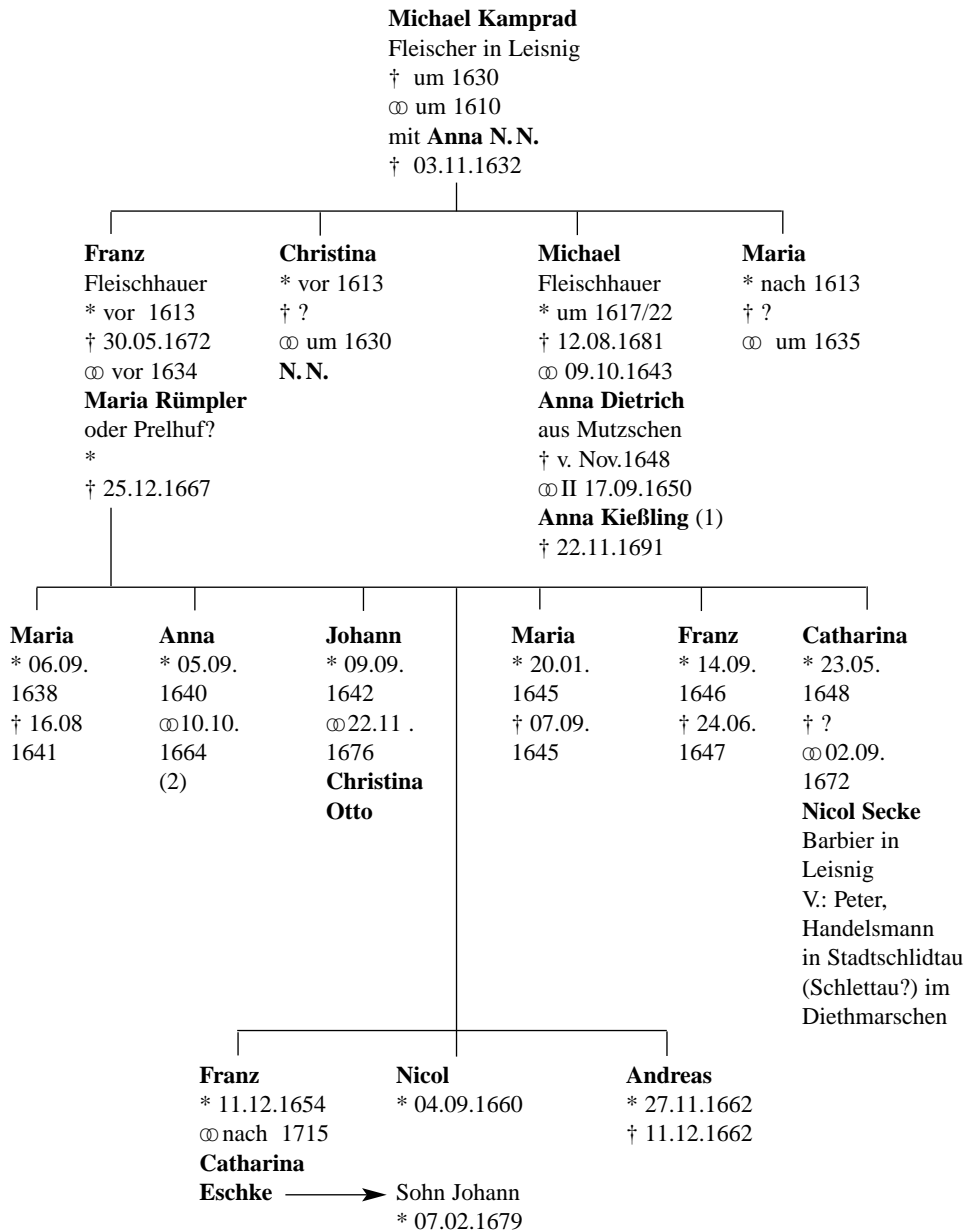 Michael Kamprad
Fleischer in Leisnig
† um 1630
⚭ um 1610
mit Anna N. N.
† 03.11.1632
Franz
Fleischhauer
* vor 1613
† 30.05.1672
⚭ vor 1634
Maria Rümpler
oder Prelhuf?
*
† 25.12.1667
Christina
* vor 1613
† ?
⚭ um 1630
N. N.
Michael
Fleischhauer
* um 1617/22
† 12.08.1681
⚭ 09.10.1643
Anna Dietrich
aus Mutzschen
† v. Nov.1648
⚭ II 17.09.1650
Anna Kießling (1)
† 22.11.1691
Maria
* nach 1613
† ?
⚭ um 1635
Maria
* 06.09.
1638
† 16.08
1641
Anna
* 05.09.
1640
⚭ 10.10.
1664
(2)
Johann
* 09.09.
1642
⚭ 22.11 .
1676
Christina
Otto
Maria
* 20.01.
1645
† 07.09.
1645
Franz
* 14.09.
1646
† 24.06.
1647
Catharina
* 23.05.
1648
† ?
⚭ 02.09.
1672
Nicol Secke
Barbier in
Leisnig
V.: Peter,
Handelsmann
in Stadtschlidtau
(Schlettau?) im
Diethmarschen
Franz
* 11.12.1654
⚭ nach 1715
Catharina
Eschke
Sohn Johann
* 07.02.1679
Nicol
* 04.09.1660
Andreas
* 27.11.1662
† 11.12.1662